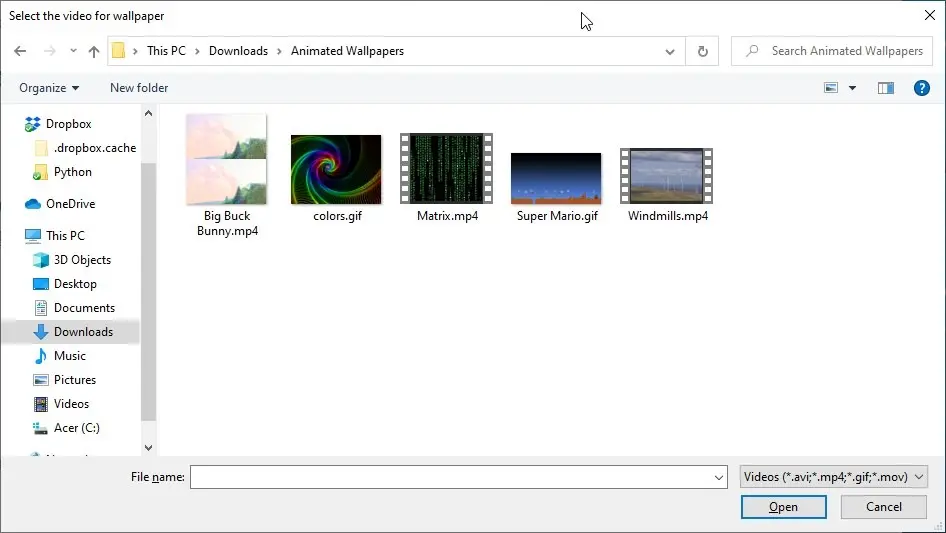 Select the video for wallpaper
This PC > Downloads > Animated Wallpapers
Search Animated Wallpapers
Organize
New folder
Dropbox
.dropbox.cache
Python
OneDrive
This PC
3D Objects
Desktop
Documents
Downloads
Music
Pictures
Videos
Acer (C:)
Big Buck
Bunny.mp4
colors.gif
Matrix.mp4
Super Mario.gif
Windmills.mp4
File name:
Videos (*.avi;*.mp4;*.gif;*.mov)
Open
Cancel